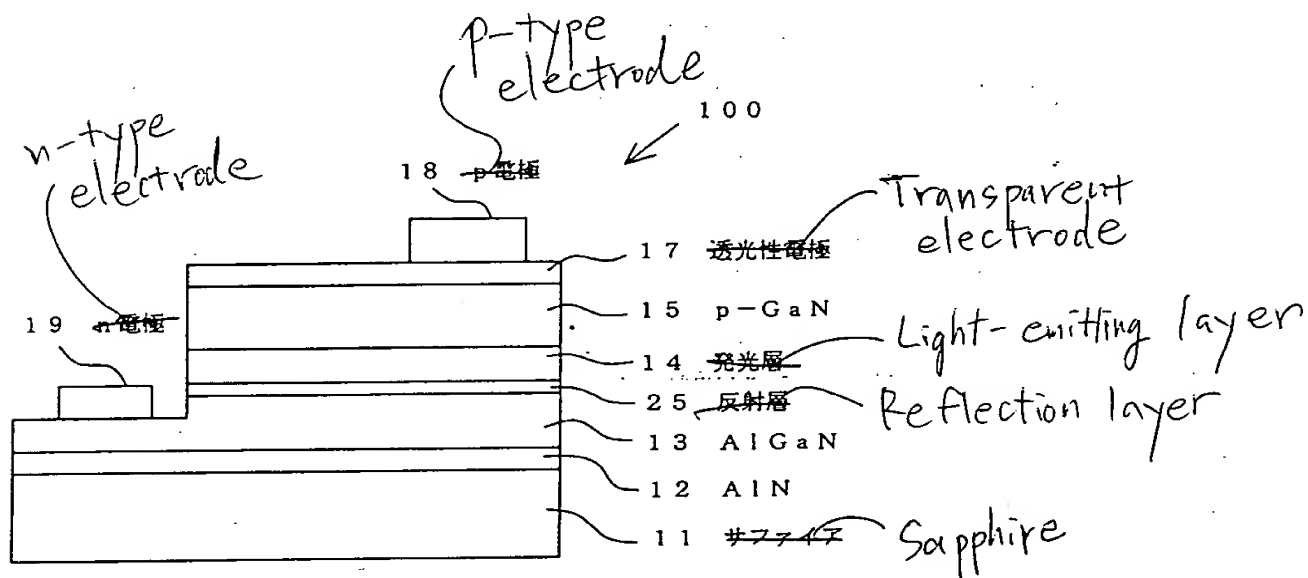 p-type
electrode
n-type
electrode
100
18 p電極
Transparent
electrode
17 透光性電極
19 n電極
15 p-GaN
Light-emitting layer
14 発光層
25 反射層
Reflection layer
13 AlGaN
12 AlN
11 サファイア
Sapphire